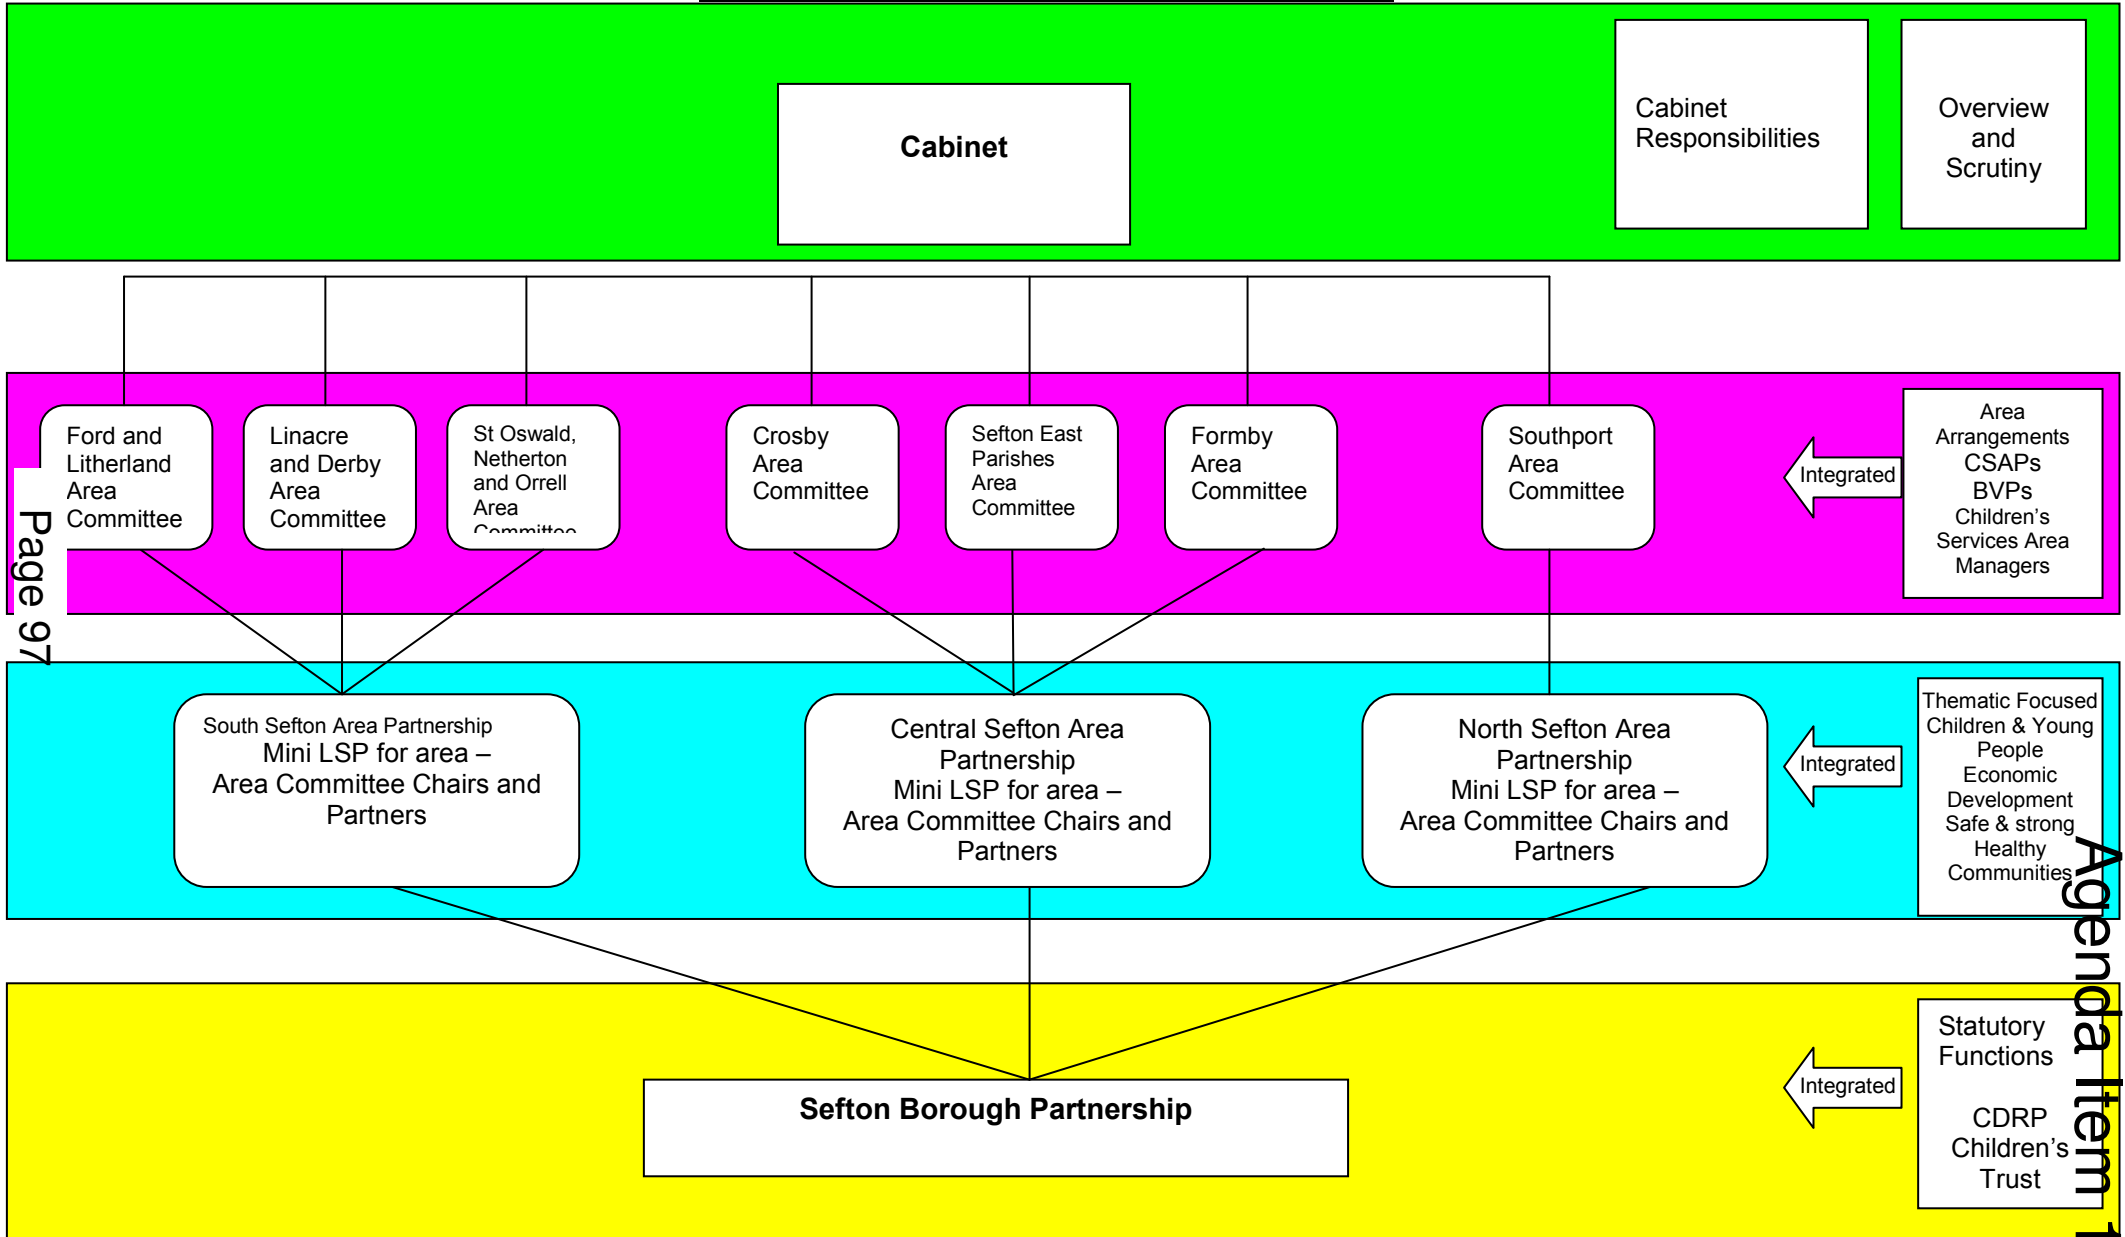 Cabinet
Cabinet
Responsibilities
Overview
and
Scrutiny
Ford and
Litherland
Area
Committee
Linacre
and Derby
Area
Committee
St Oswald,
Netherton
and Orrell
Area
Committee
Crosby
Area
Committee
Sefton East
Parishes
Area
Committee
Formby
Area
Committee
Southport
Area
Committee
Integrated
Area
Arrangements
CSAPs
BVPs
Children's
Services Area
Managers
Page 97
South Sefton Area Partnership
Mini LSP for area –
Area Committee Chairs and
Partners
Central Sefton Area
Partnership
Mini LSP for area –
Area Committee Chairs and
Partners
North Sefton Area
Partnership
Mini LSP for area –
Area Committee Chairs and
Partners
Integrated
Thematic Focused
Children & Young
People
Economic
Development
Safe & strong
Healthy
Communities
Sefton Borough Partnership
Integrated
Statutory
Functions
CDRP
Children's
Trust
Agenda Item